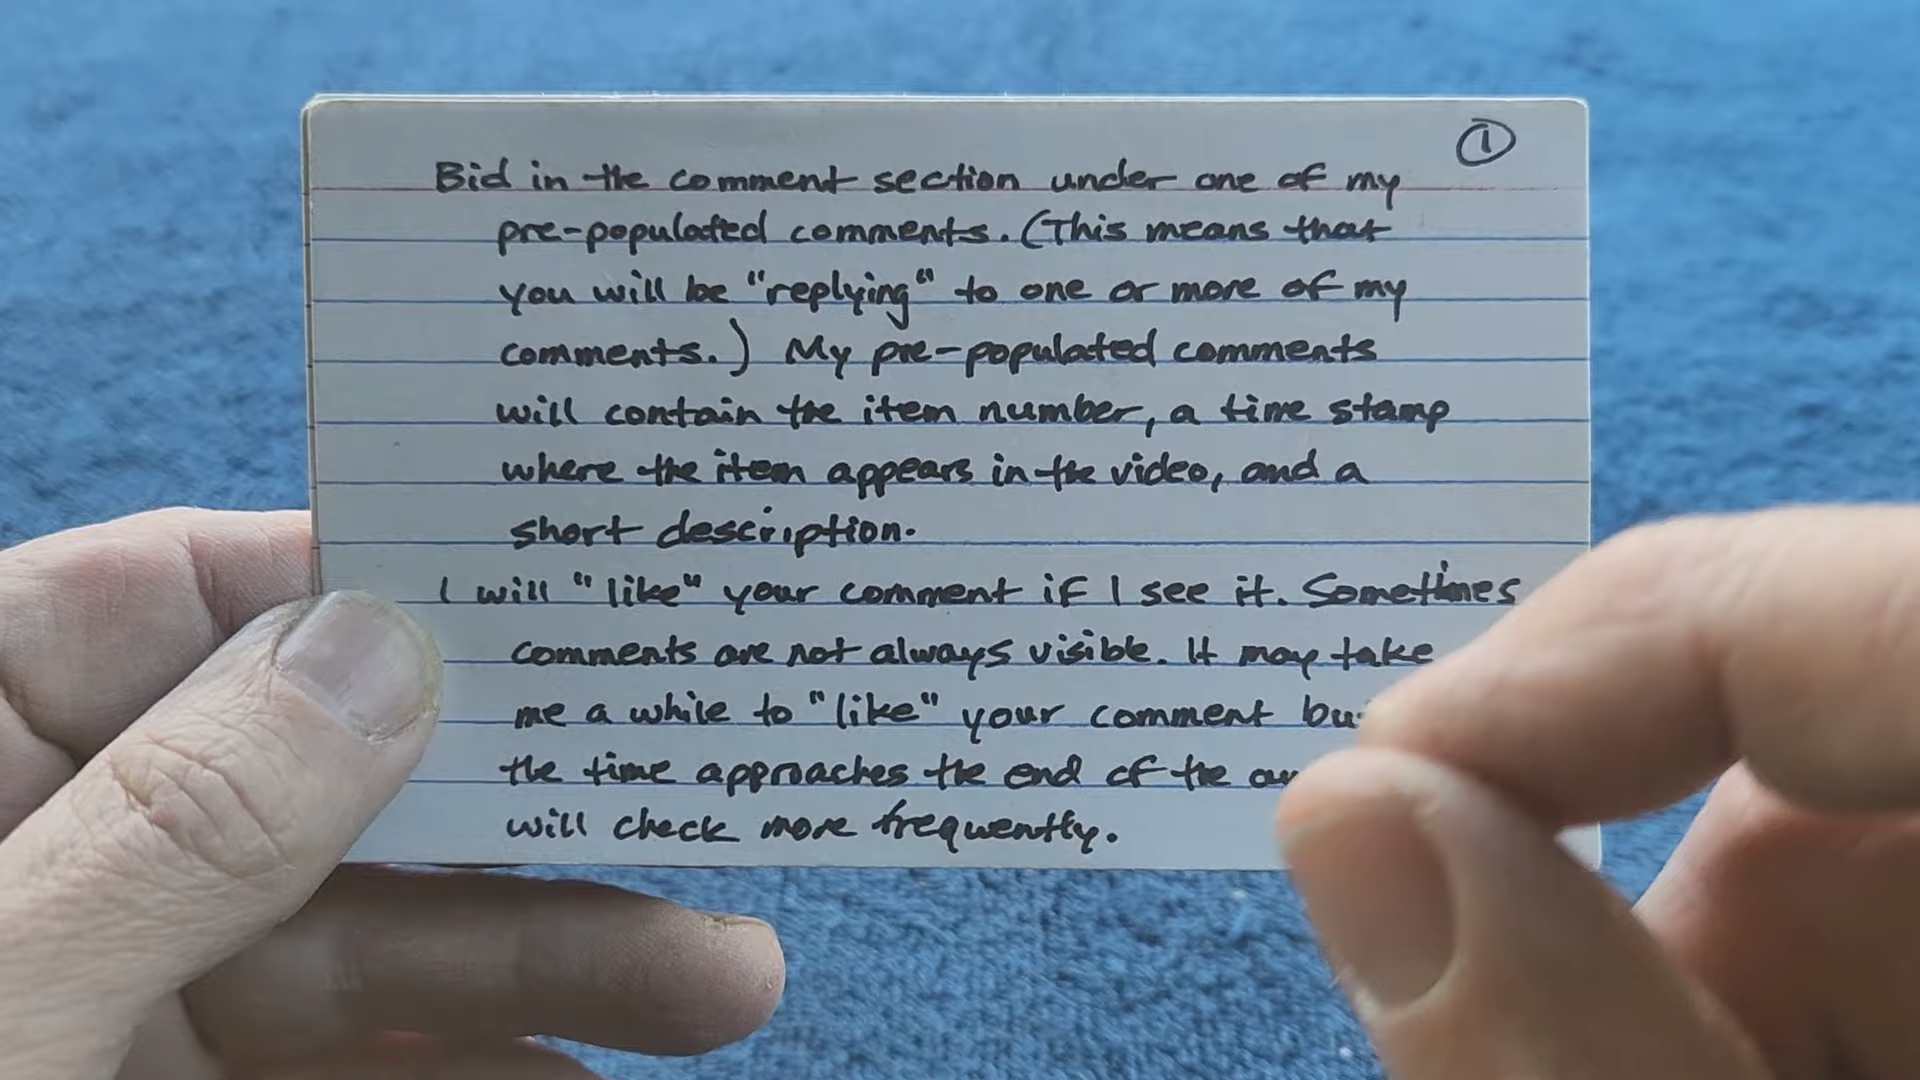 1
Bid in the comment section under one of my
pre-populated comments. (This means that
you will be "replying" to one or more of my
comments.) My pre-populated comments
will contain the item number, a time stamp
where the item appears in the video, and a
short description.
I will "like" your comment if I see it. Sometimes
comments are not always visible. It may take
me a while to "like" your comment
the time approaches the end of the
will check more frequently.